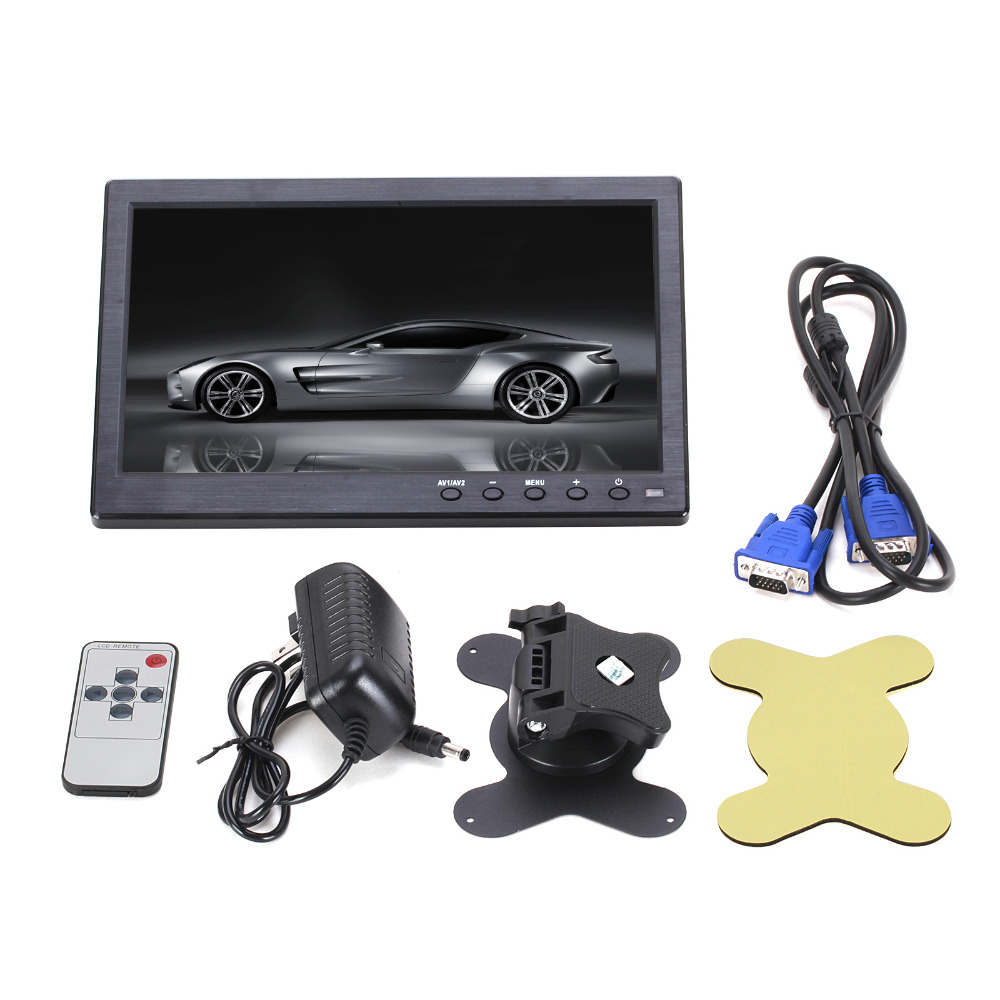 AV1/AV2 − MENU +
LCD REMOTE